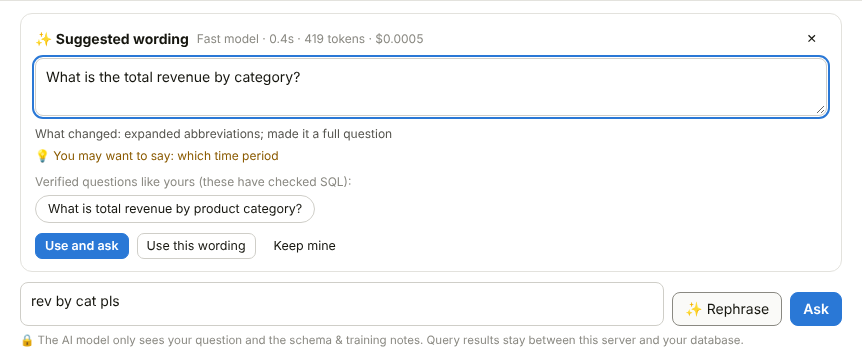 ✨ Suggested wording Fast model · 0.4s · 419 tokens · $0.0005 ×
What is the total revenue by category?
What changed: expanded abbreviations; made it a full question
💡 You may want to say: which time period
Verified questions like yours (these have checked SQL):
What is total revenue by product category?
Use and ask Use this wording Keep mine
rev by cat pls
✨ Rephrase Ask
🔒 The AI model only sees your question and the schema & training notes. Query results stay between this server and your database.